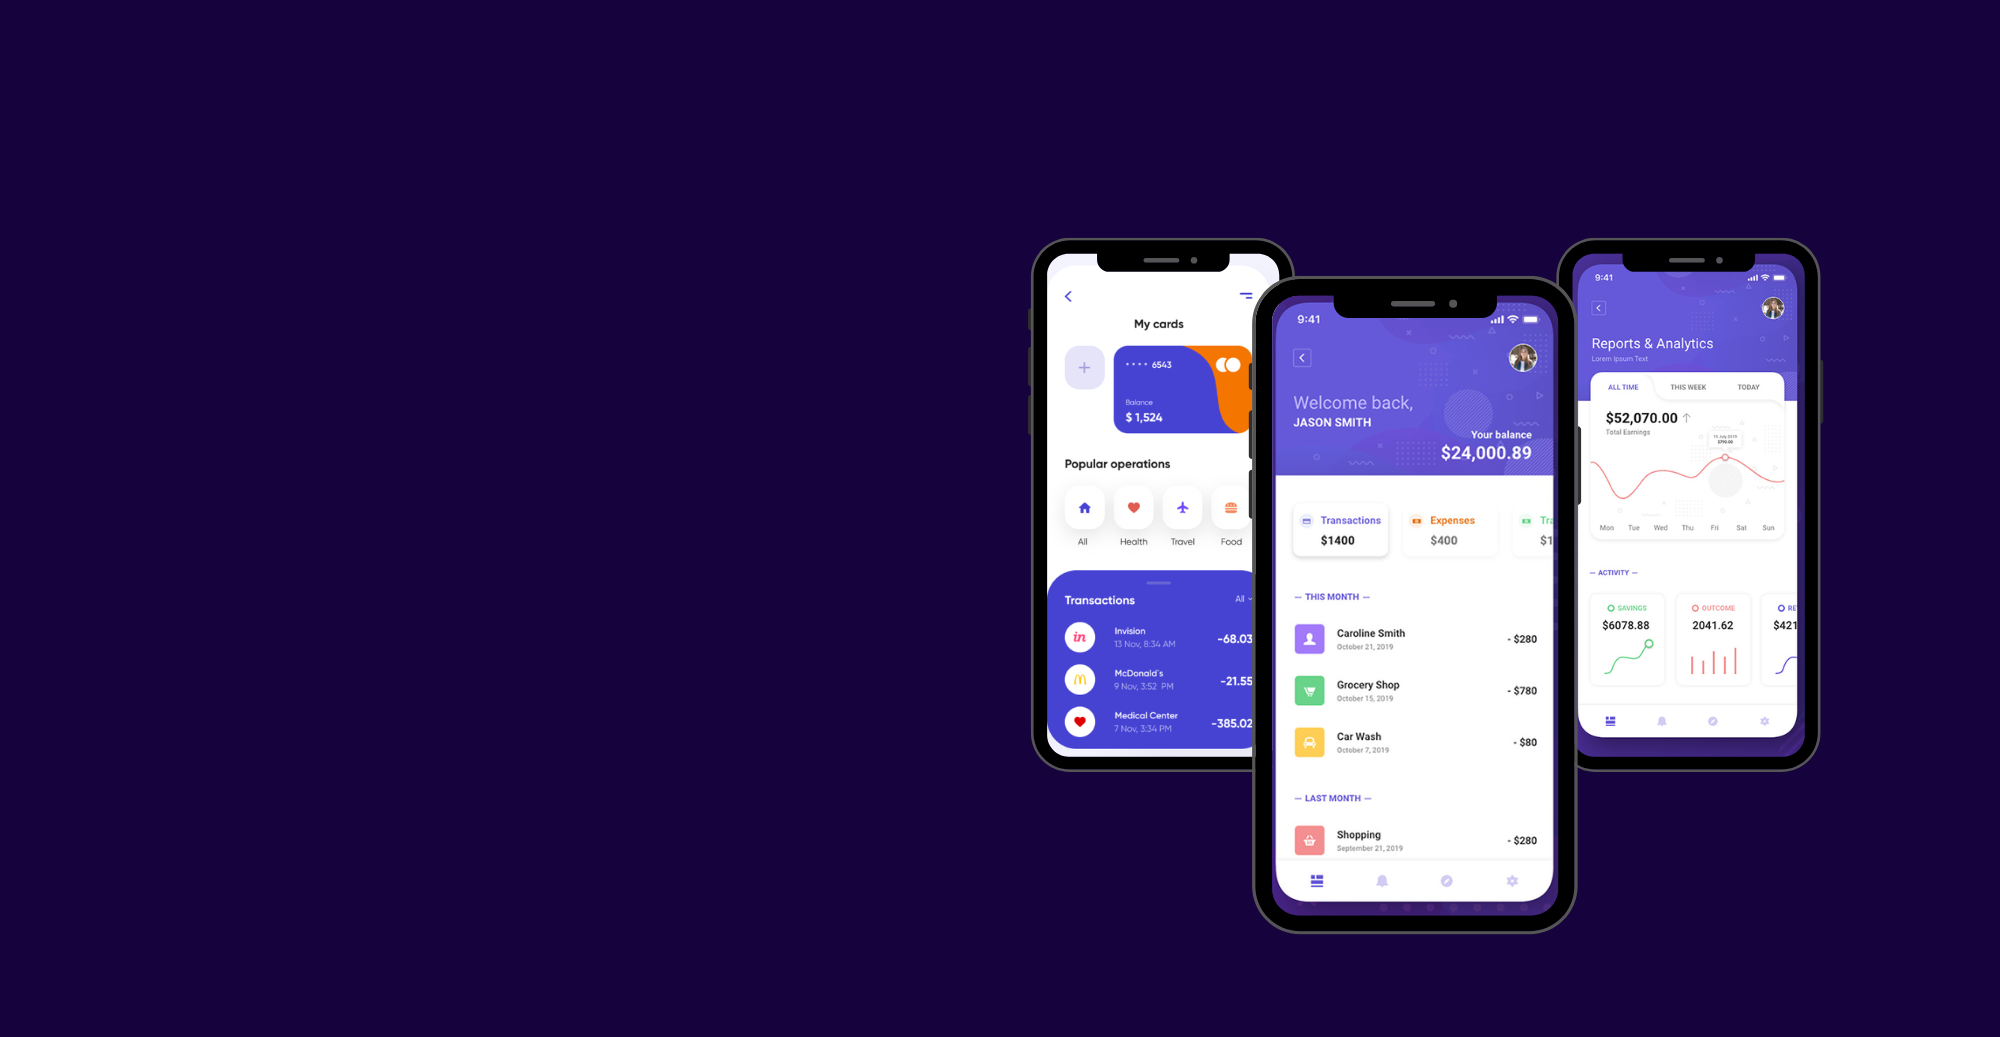 My cards
•••• 6543
Balance
$ 1,524
Popular operations
All
Health
Travel
Food
Transactions
All
in
Invision
13 Nov, 8:34 AM
-68.03
McDonald's
9 Nov, 3:52 PM
-21.55
Medical Center
7 Nov, 3:34 PM
-385.02
9:41
Welcome back,
JASON SMITH
Your balance
$24,000.89
Transactions
$1400
Expenses
$400
Tra
$1
— THIS MONTH —
Caroline Smith
October 21, 2019
- $280
Grocery Shop
October 15, 2019
- $780
Car Wash
October 7, 2019
- $80
— LAST MONTH —
Shopping
September 21, 2019
- $280
9:41
Reports & Analytics
Lorem Ipsum Text
ALL TIME
THIS WEEK
TODAY
$52,070.00
Total Earnings
15 July 2019
$790.00
Mon Tue Wed Thu Fri Sat Sun
— ACTIVITY —
SAVINGS
$6078.88
OUTCOME
2041.62
RE
$421